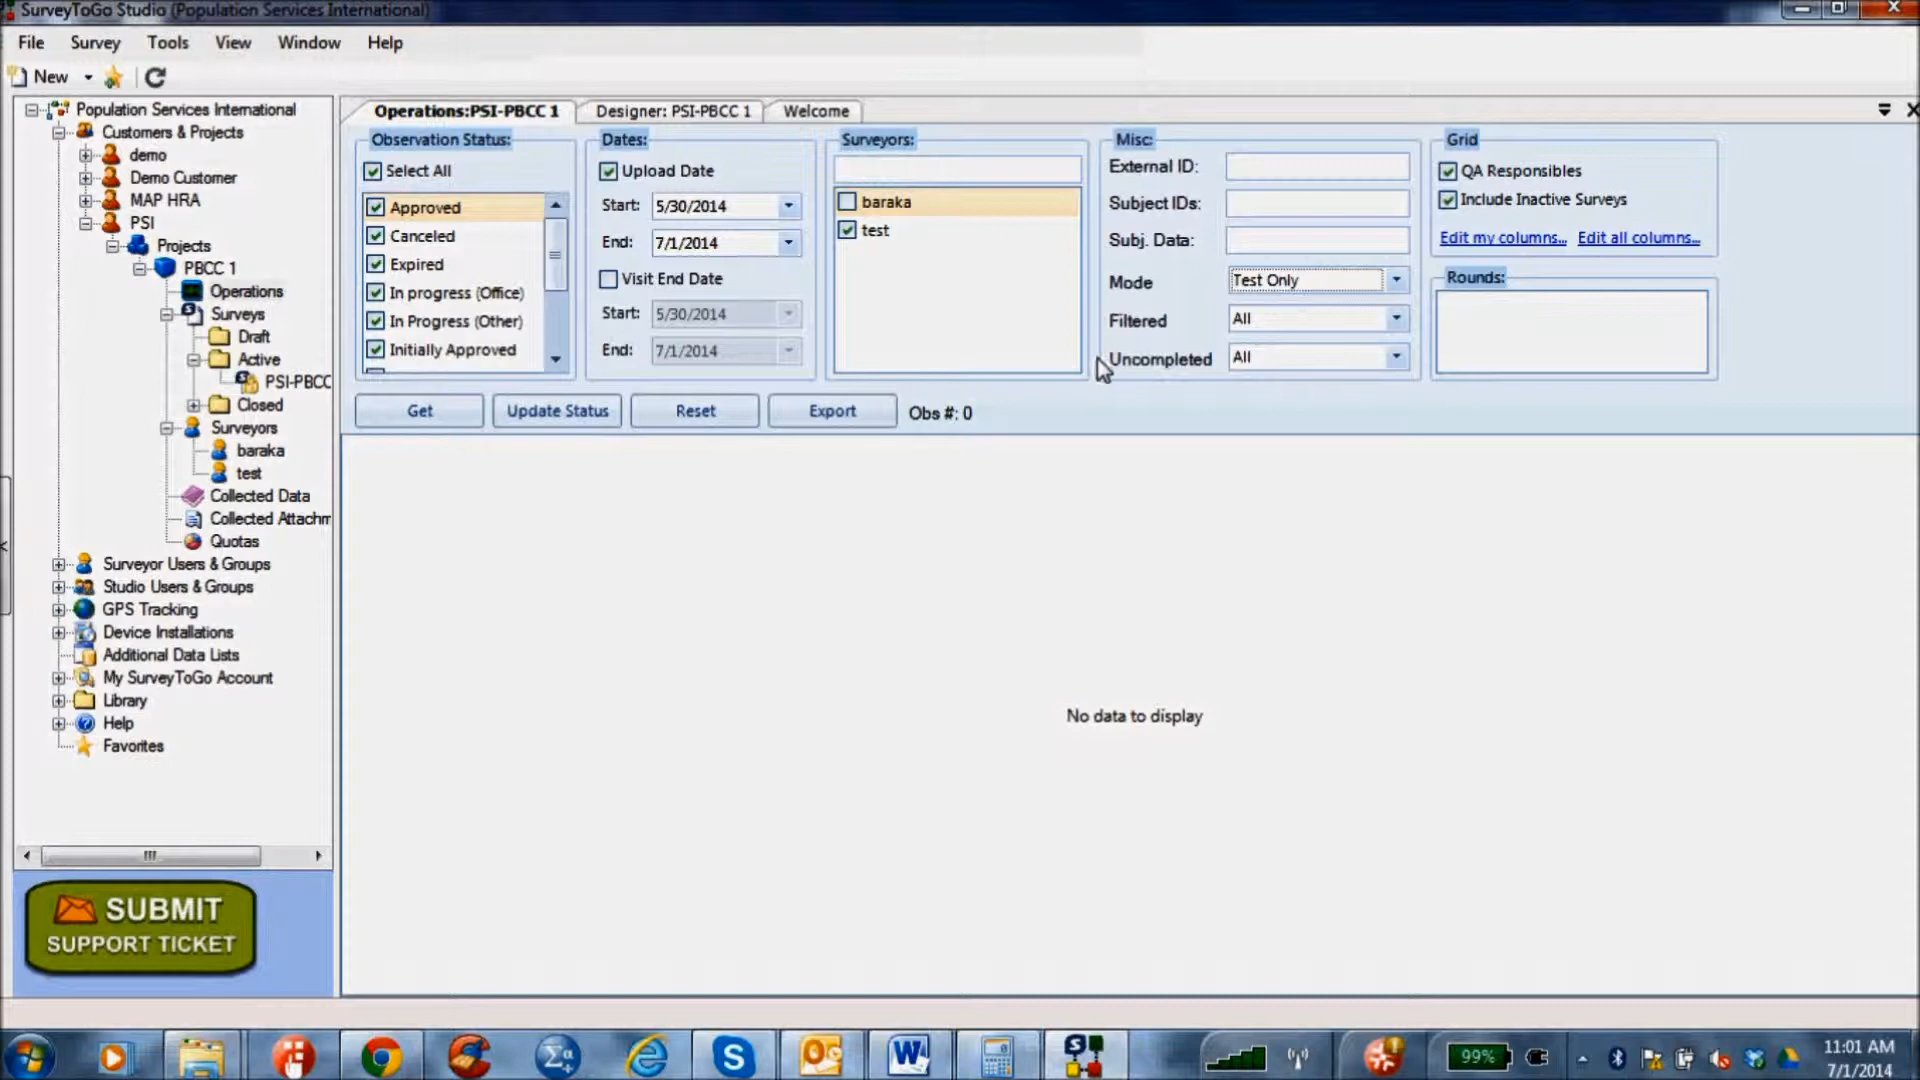 SurveyToGo Studio (Population Services International)
File Survey Tools View Window Help
New
Population Services International
Customers & Projects
demo
Demo Customer
MAP HRA
PSI
Projects
PBCC 1
Operations
Surveys
Draft
Active
PSI-PBCC
Closed
Surveyors
baraka
test
Collected Data
Collected Attachm
Quotas
Surveyor Users & Groups
Studio Users & Groups
GPS Tracking
Device Installations
Additional Data Lists
My SurveyToGo Account
Library
Help
Favorites
SUBMIT
SUPPORT TICKET
Operations:PSI-PBCC 1 Designer: PSI-PBCC 1 Welcome
Observation Status:
Select All
Approved
Canceled
Expired
In progress (Office)
In Progress (Other)
Initially Approved
Dates:
Upload Date
Start: 5/30/2014
End: 7/1/2014
Visit End Date
Start: 5/30/2014
End: 7/1/2014
Surveyors:
baraka
test
Misc:
External ID:
Subject IDs:
Subj. Data:
Mode Test Only
Filtered All
Uncompleted All
Grid
QA Responsibles
Include Inactive Surveys
Edit my columns... Edit all columns...
Rounds:
Get Update Status Reset Export Obs #: 0
No data to display
99%
11:01 AM
7/1/2014